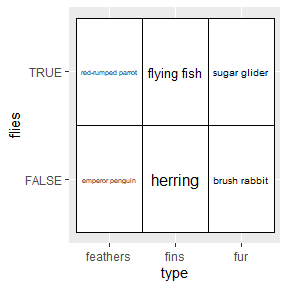 TRUE
red-rumped parrot
flying fish
sugar glider
flies
FALSE
emperor penguin
herring
brush rabbit
feathers
fins
fur
type